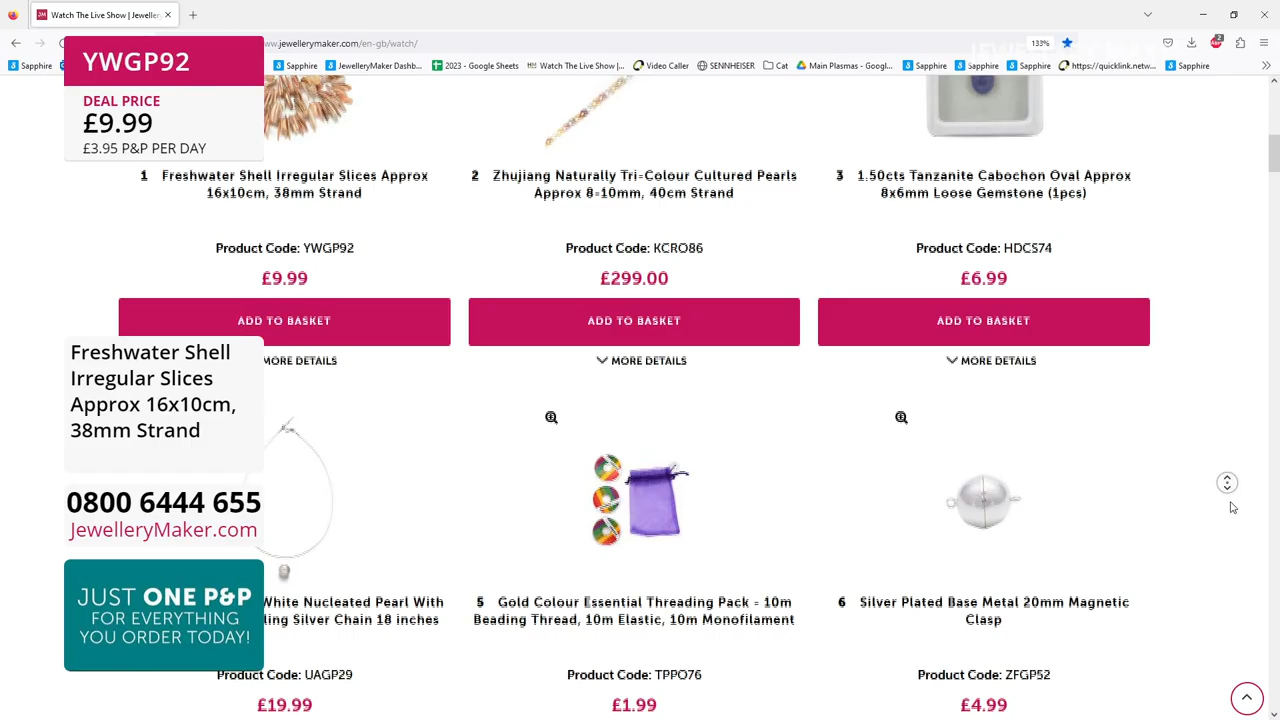 Watch The Live Show | Jeweller
ww.jewellerymaker.com/en-gb/watch/
133%
2
Sapphire
Sapphire
JewelleryMaker Dashb...
2023 - Google Sheets
Watch The Live Show |...
Video Caller
SENNHEISER
Cat
Main Plasmas - Googl...
Sapphire
Sapphire
https://quicklink.netw...
Sapphire
YWGP92
DEAL PRICE
£9.99
£3.95 P&P PER DAY
1 Freshwater Shell Irregular Slices Approx
16x10cm, 38mm Strand
Product Code: YWGP92
£9.99
ADD TO BASKET
MORE DETAILS
2 Zhujiang Naturally Tri-Colour Cultured Pearls
Approx 8-10mm, 40cm Strand
Product Code: KCRO86
£299.00
ADD TO BASKET
MORE DETAILS
3 1.50cts Tanzanite Cabochon Oval Approx
8x6mm Loose Gemstone (1pcs)
Product Code: HDCS74
£6.99
ADD TO BASKET
MORE DETAILS
Freshwater Shell
Irregular Slices
Approx 16x10cm,
38mm Strand
0800 6444 655
JewelleryMaker.com
JUST ONE P&P
FOR EVERYTHING
YOU ORDER TODAY!
White Nucleated Pearl With
ling Silver Chain 18 inches
Product Code: UAGP29
£19.99
5 Gold Colour Essential Threading Pack - 10m
Beading Thread, 10m Elastic, 10m Monofilament
Product Code: TPPO76
£1.99
6 Silver Plated Base Metal 20mm Magnetic
Clasp
Product Code: ZFGP52
£4.99